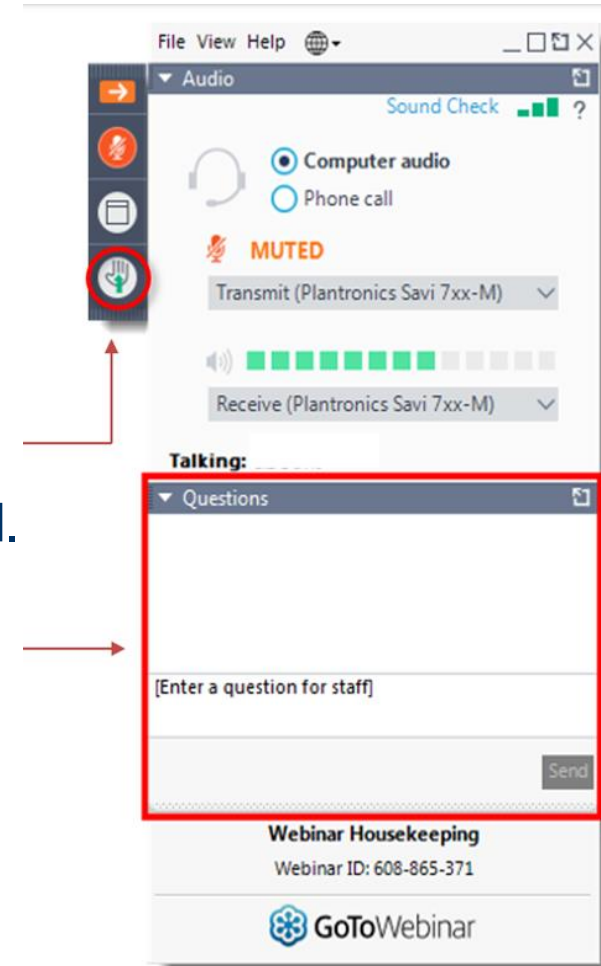 File View Help
Audio
Sound Check ?
Computer audio
Phone call
MUTED
Transmit (Plantronics Savi 7xx-M)
Receive (Plantronics Savi 7xx-M)
Talking:
Questions
[Enter a question for staff]
Send
Webinar Housekeeping
Webinar ID: 608-865-371
GoToWebinar